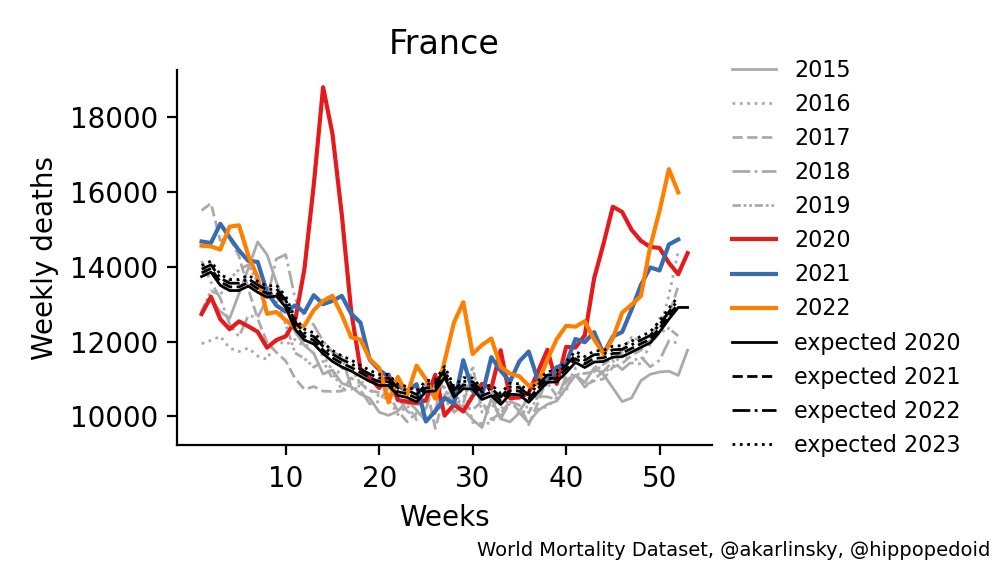 France
Weekly deaths
18000
16000
14000
12000
10000
10
20
30
40
50
Weeks
2015
2016
2017
2018
2019
2020
2021
2022
expected 2020
expected 2021
expected 2022
expected 2023
World Mortality Dataset, @akarlinsky, @hippopedoid